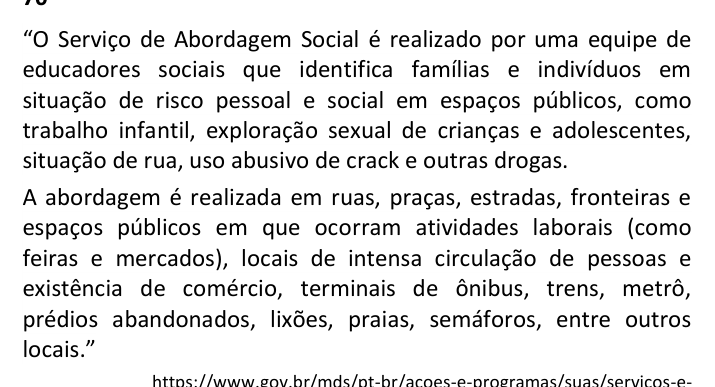 70
“O Serviço de Abordagem Social é realizado por uma equipe de
educadores sociais que identifica famílias e indivíduos em
situação de risco pessoal e social em espaços públicos, como
trabalho infantil, exploração sexual de crianças e adolescentes,
situação de rua, uso abusivo de crack e outras drogas.
A abordagem é realizada em ruas, praças, estradas, fronteiras e
espaços públicos em que ocorram atividades laborais (como
feiras e mercados), locais de intensa circulação de pessoas e
existência de comércio, terminais de ônibus, trens, metrô,
prédios abandonados, lixões, praias, semáforos, entre outros
locais.”
https://www.gov.br/mds/pt-br/acoes-e-programas/suas/servicos-e-